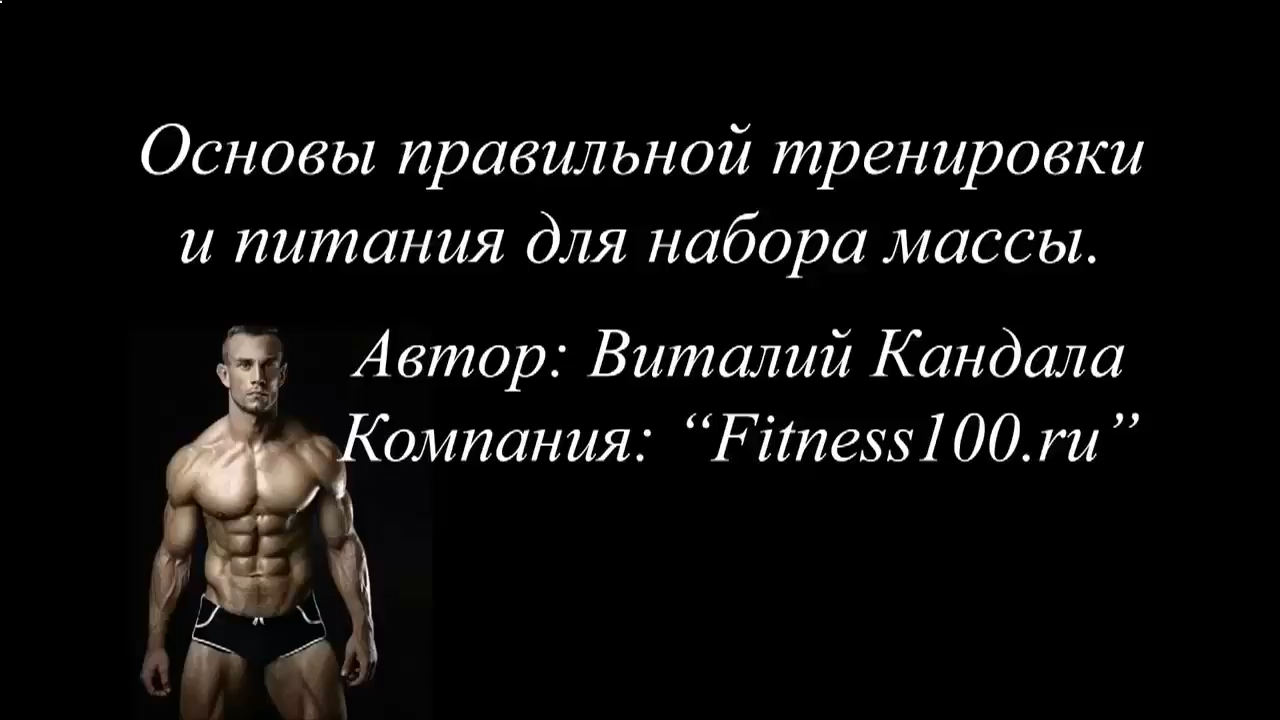 Основы правильной тренировки
и питания для набора массы.
Автор: Виталий Кандала
Компания: “Fitness100.ru”